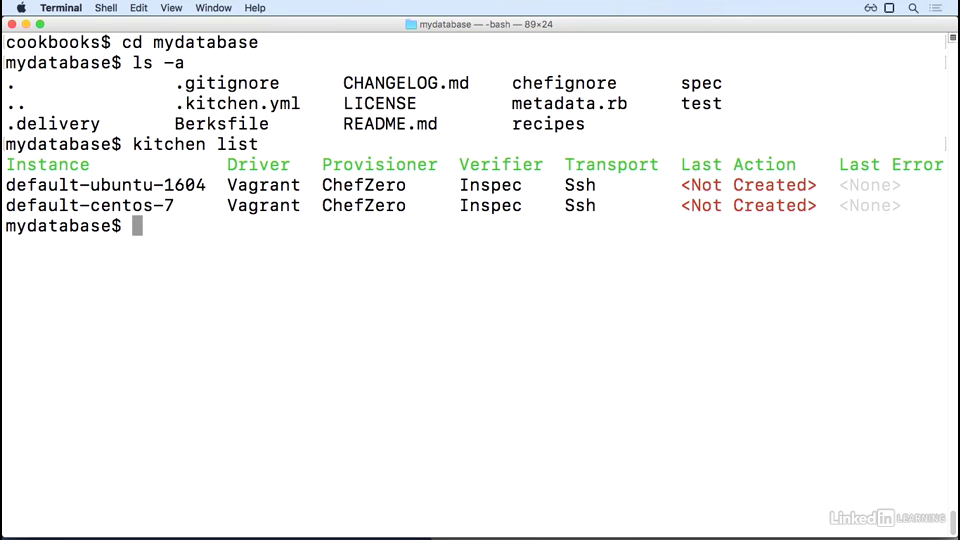 Terminal Shell Edit View Window Help
mydatabase — -bash — 89×24
cookbooks$ cd mydatabase
mydatabase$ ls -a
. .gitignore CHANGELOG.md chefignore spec
.. .kitchen.yml LICENSE metadata.rb test
.delivery Berksfile README.md recipes
mydatabase$ kitchen list
Instance Driver Provisioner Verifier Transport Last Action Last Error
default-ubuntu-1604 Vagrant ChefZero Inspec Ssh <Not Created> <None>
default-centos-7 Vagrant ChefZero Inspec Ssh <Not Created> <None>
mydatabase$
LinkedIn LEARNING